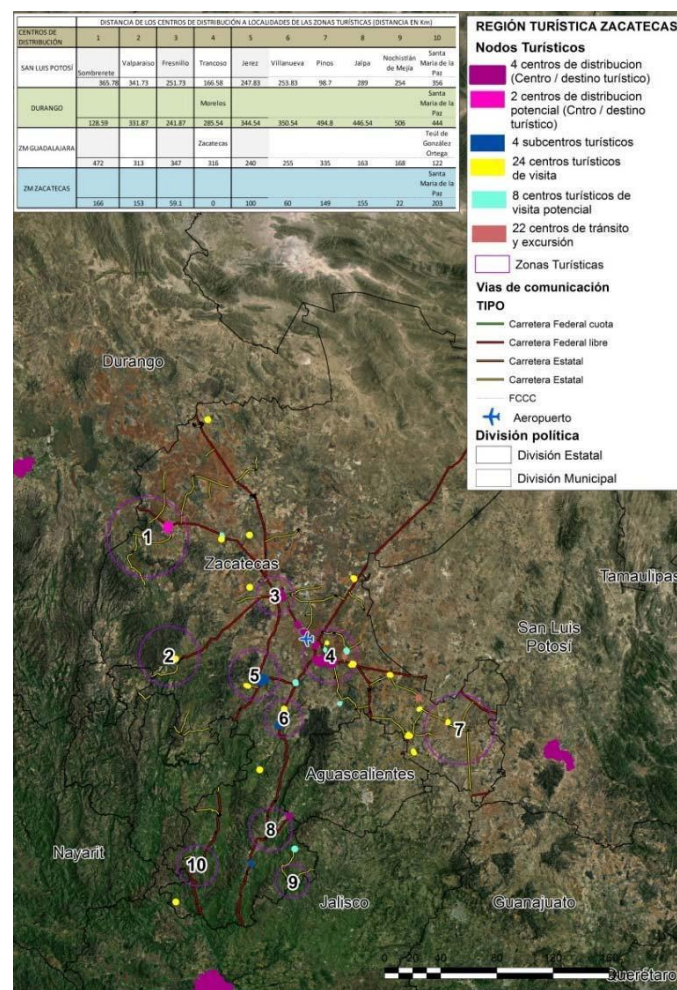 DISTANCIA DE LOS CENTROS DE DISTRIBUCIÓN A LOCALIDADES DE LAS ZONAS TURÍSTICAS (DISTANCIA EN Km)
CENTROS DE DISTRIBUCIÓN 1 2 3 4 5 6 7 8 9 10
SAN LUIS POTOSÍ Sombrerete Valparaiso Fresnillo Trancoso Jerez Villanueva Pinos Jalpa Nochistlán de Mejía Santa Maria de la Paz
365.78 341.73 251.73 166.58 247.83 253.83 98.7 289 254 356
DURANGO Morelos Santa Maria de la Paz
128.59 331.87 241.87 285.54 344.54 350.54 494.8 446.54 506 444
ZM GUADALAJARA Zacatecas Teúl de González Ortega
472 313 347 316 240 255 335 163 168 122
ZM ZACATECAS Santa Maria de la Paz
166 153 59.1 0 100 60 149 155 22 203
REGIÓN TURÍSTICA ZACATECAS
Nodos Turísticos
4 centros de distribucion
(Centro / destino turístico)
2 centros de distribucion
potencial (Cntro / destino
turístico)
4 subcentros turísticos
24 centros turísticos
de visita
8 centros turísticos de
visita potencial
22 centros de tránsito
y excursión
Zonas Turísticas
Vias de comunicación
TIPO
Carretera Federal cuota
Carretera Federal libre
Carretera Estatal
Carretera Estatal
FCCC
Aeropuerto
División política
División Estatal
División Municipal
Durango
1
Zacatecas
3
Tamaulipas
San Luis
Potosí
2
4
5
6
7
Aguascalientes
8
Nayarit
10
9
Jalisco
Guanajuato
0 20 40 80 120
Querétaro